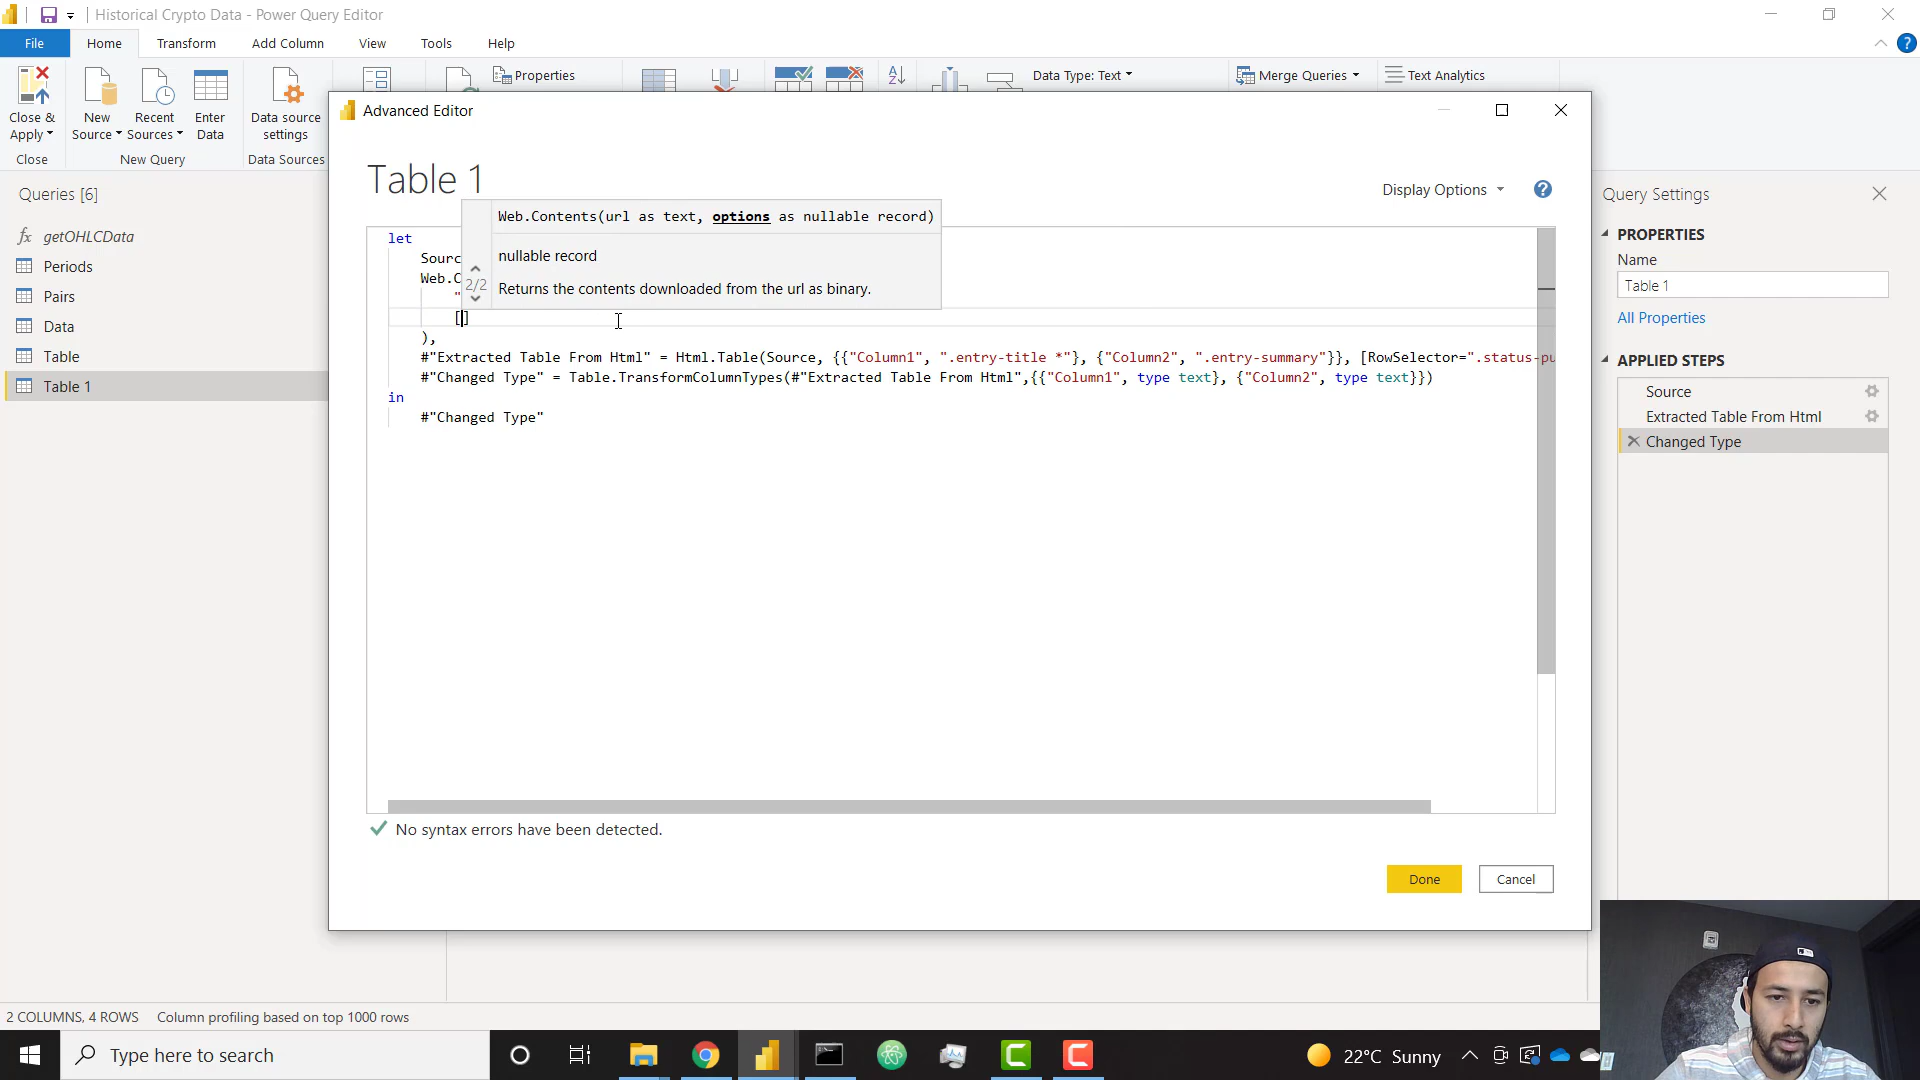 Historical Crypto Data - Power Query Editor
File
Home
Transform
Add Column
View
Tools
Help
Close &
Apply
Close
New
Source
Recent
Sources
Enter
Data
New Query
Data source
settings
Data Sources
Properties
Data Type: Text
Merge Queries
Text Analytics
Advanced Editor
Table 1
Display Options
Web.Contents(url as text, options as nullable record)
nullable record
2/2
Returns the contents downloaded from the url as binary.
let
Sourc
Web.C
"
[]
),
#"Extracted Table From Html" = Html.Table(Source, {{"Column1", ".entry-title *"}, {"Column2", ".entry-summary"}}, [RowSelector=".status-pu
#"Changed Type" = Table.TransformColumnTypes(#"Extracted Table From Html",{{"Column1", type text}, {"Column2", type text}})
in
#"Changed Type"
No syntax errors have been detected.
Done
Cancel
Queries [6]
fx getOHLCData
Periods
Pairs
Data
Table
Table 1
Query Settings
PROPERTIES
Name
Table 1
All Properties
APPLIED STEPS
Source
Extracted Table From Html
Changed Type
2 COLUMNS, 4 ROWS
Column profiling based on top 1000 rows
Type here to search
22°C Sunny